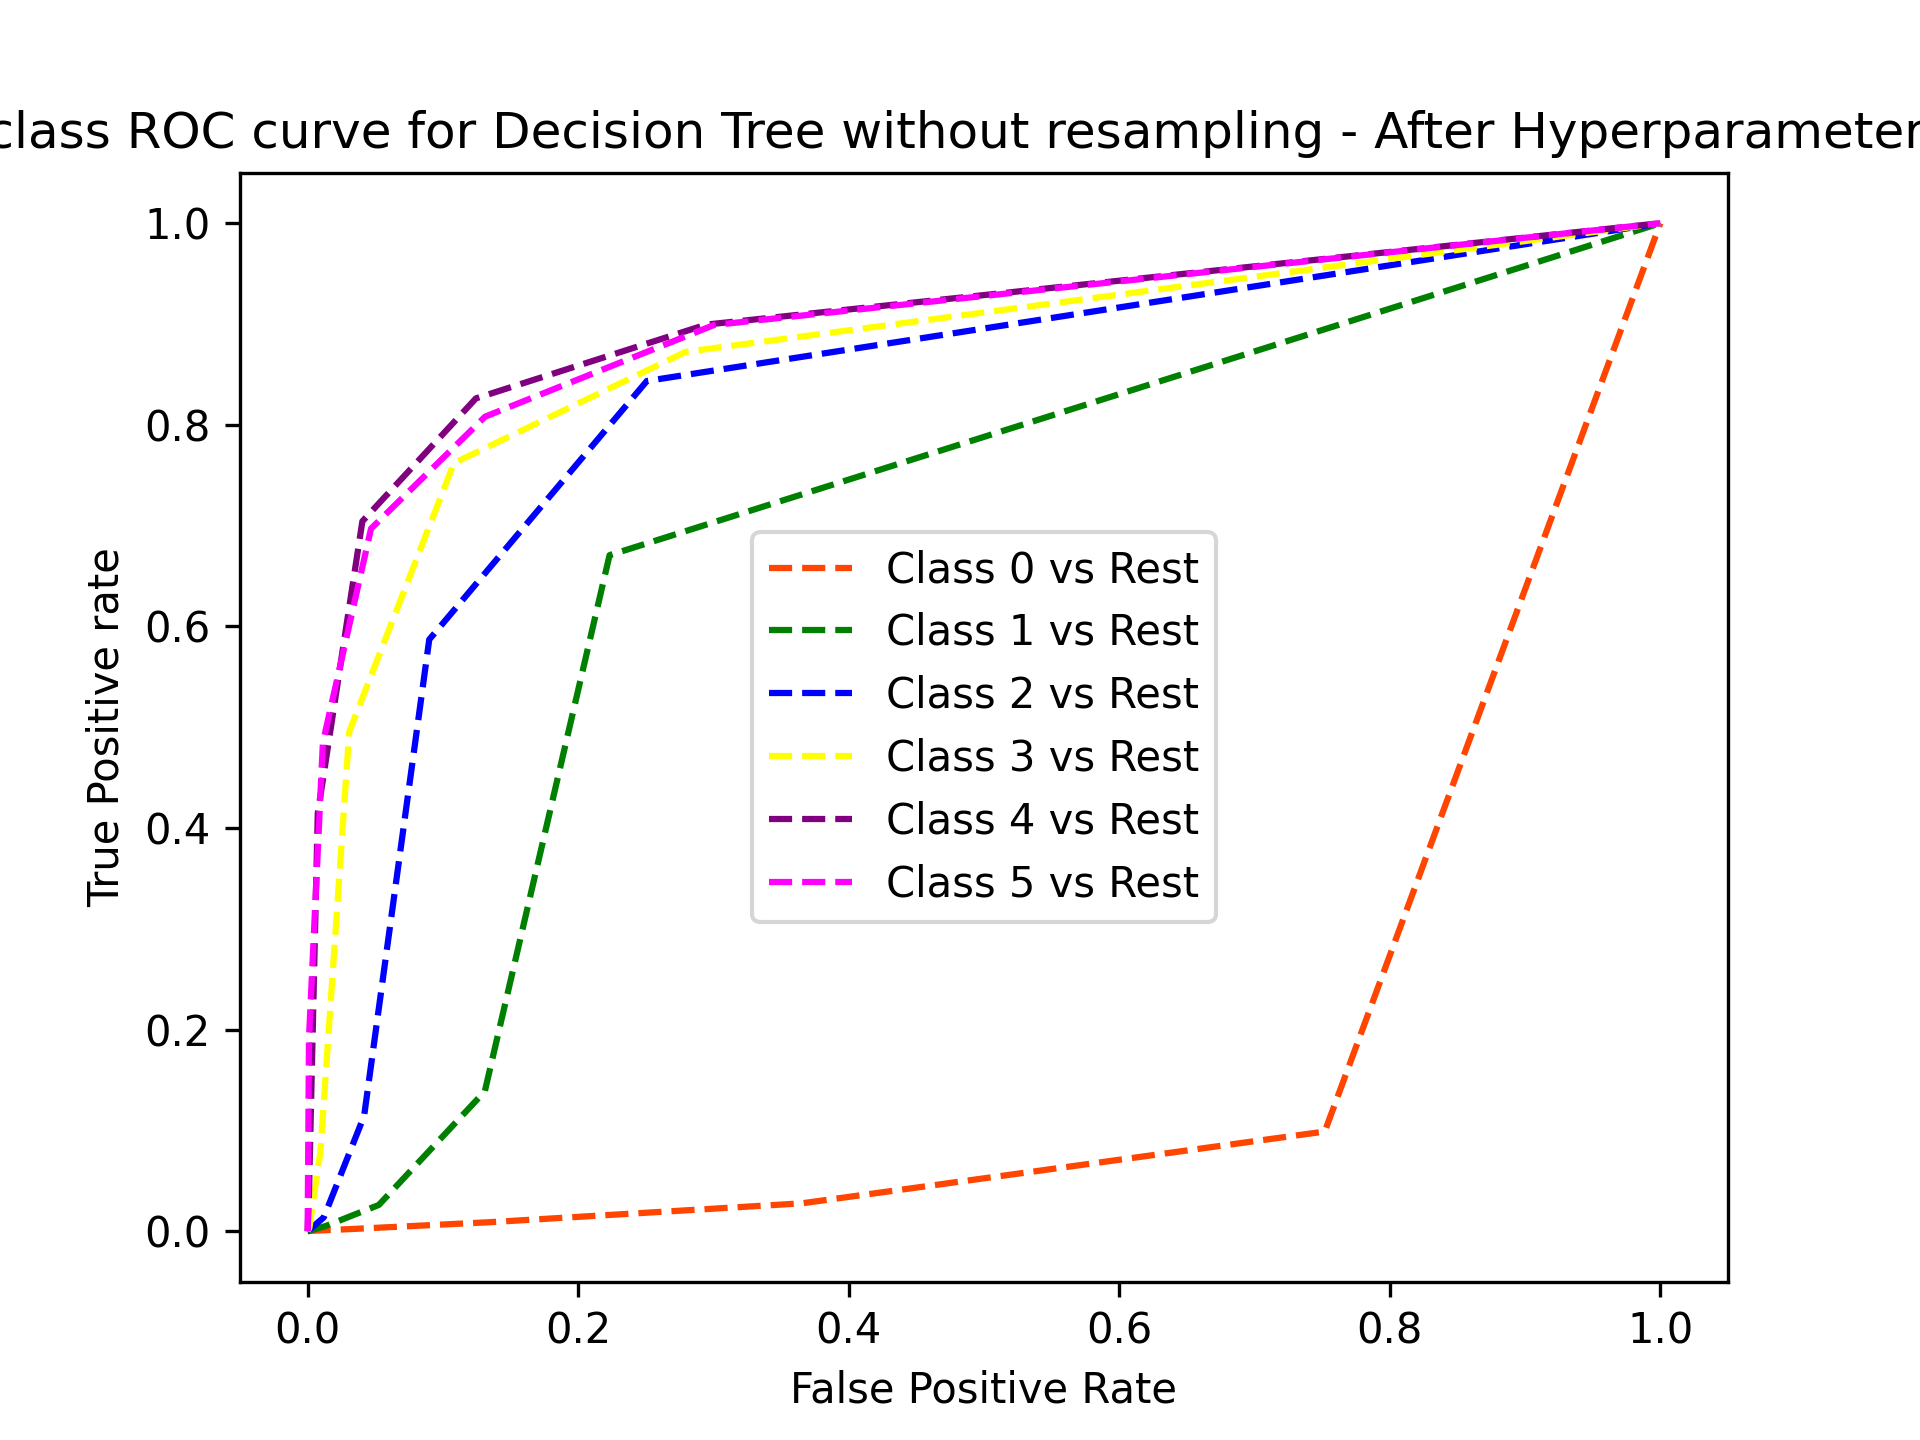 class ROC curve for Decision Tree without resampling - After Hyperparameter
1.0
0.8
0.6
0.4
0.2
0.0
True Positive rate
Class 0 vs Rest
Class 1 vs Rest
Class 2 vs Rest
Class 3 vs Rest
Class 4 vs Rest
Class 5 vs Rest
0.0 0.2 0.4 0.6 0.8 1.0
False Positive Rate